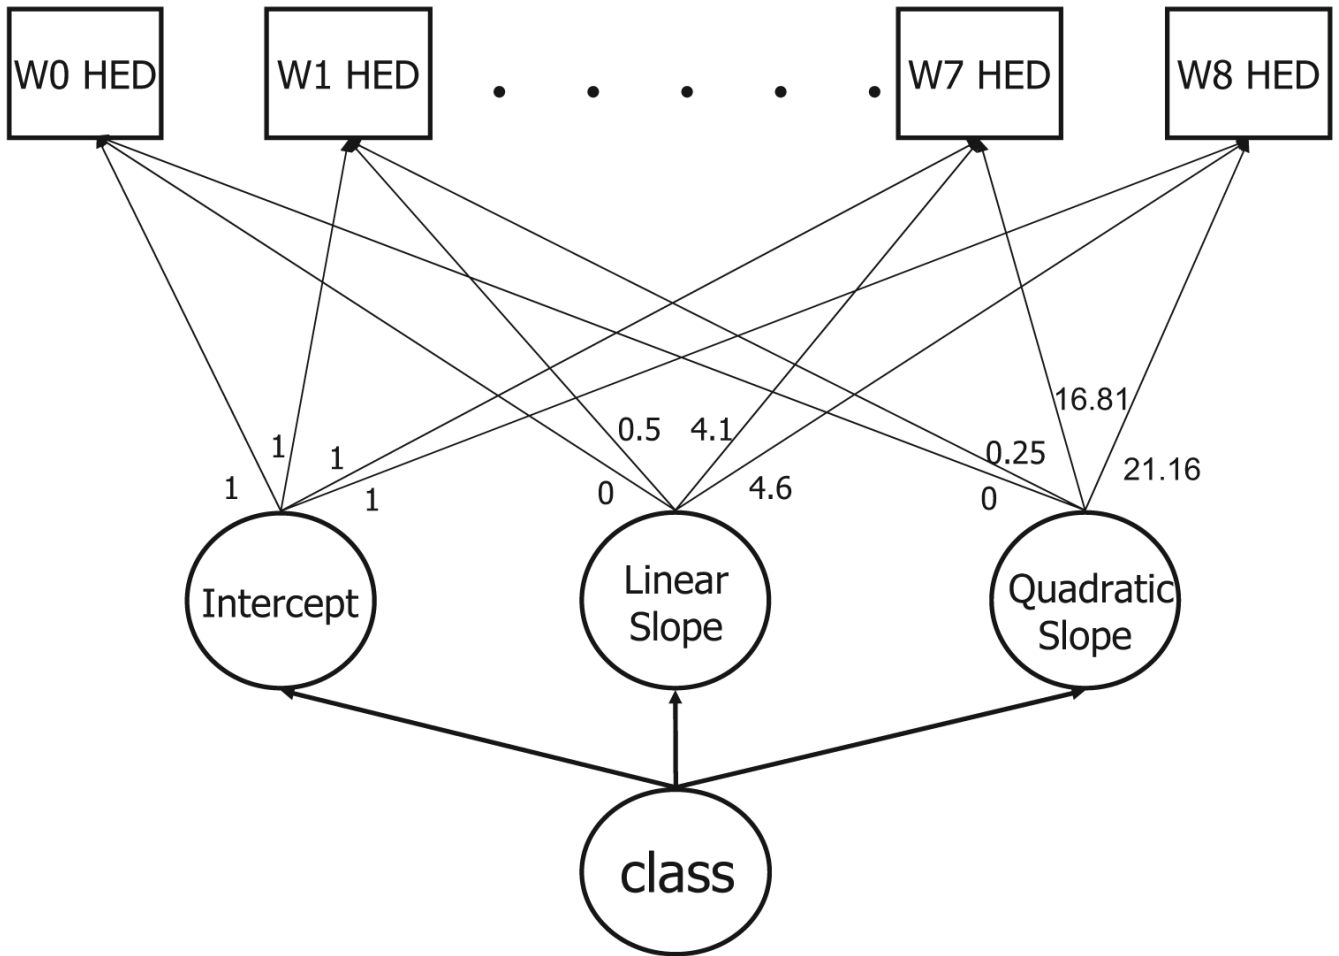 W0 HED
W1 HED
W7 HED
W8 HED
16.81
0.5
4.1
1
1
0.25
21.16
1
1
0
4.6
0
Intercept
Linear
Slope
Quadratic
Slope
class